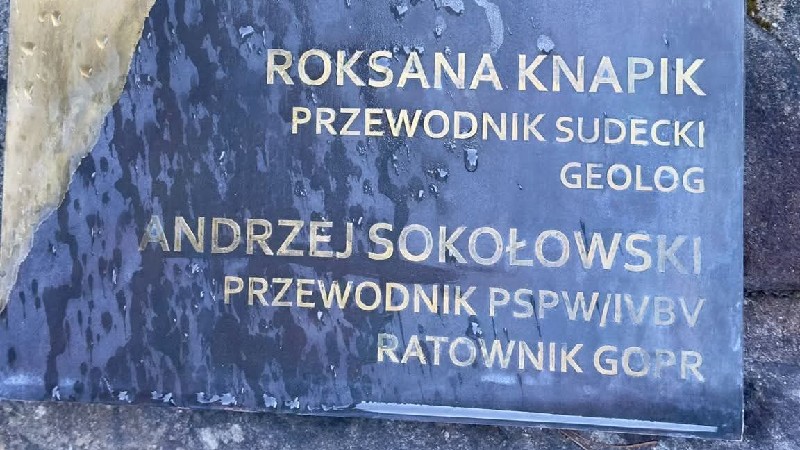 ROKSANA KNAPIK
PRZEWODNIK SUDECKI
GEOLOG
ANDRZEJ SOKOŁOWSKI
PRZEWODNIK PSPW/IVBV
RATOWNIK GOPR